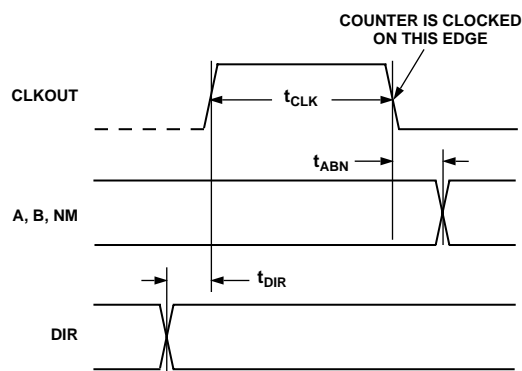 COUNTER IS CLOCKED
ON THIS EDGE
CLKOUT
tCLK
tABN
A, B, NM
tDIR
DIR